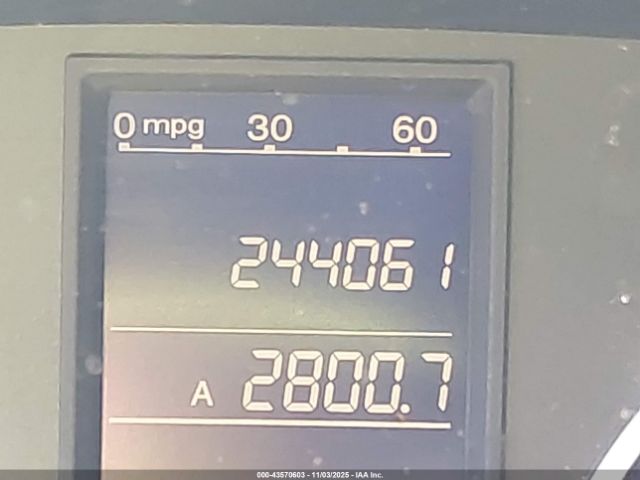 0 mpg 30 60
244061
A 2800.7
000-43570603 - 11/03/2025 - IAA Inc.